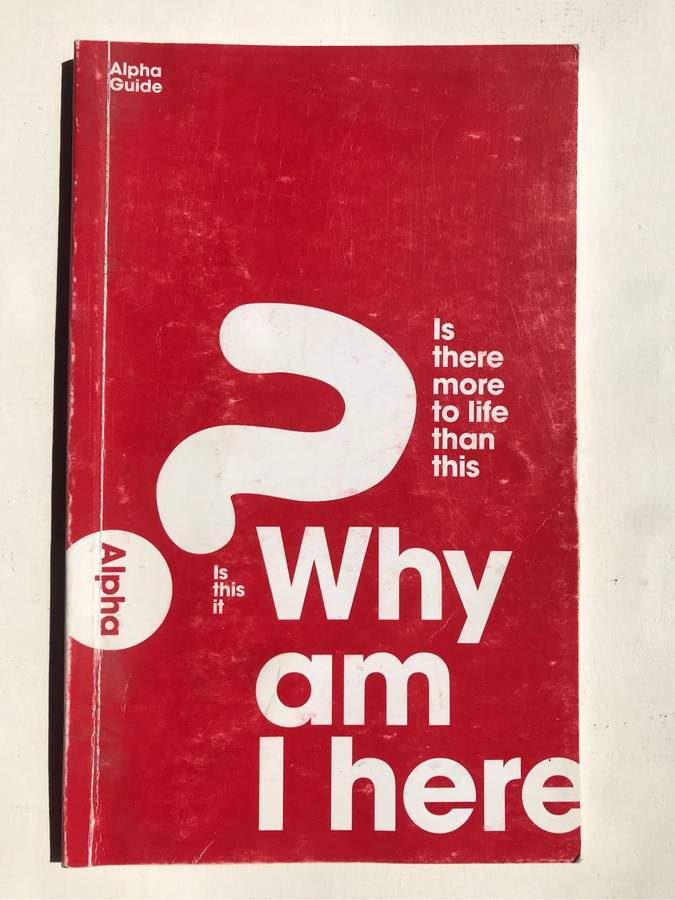 Alpha
Guide
?
Is
there
more
to life
than
this
Alpha
Is
this
it
Why
am
I here